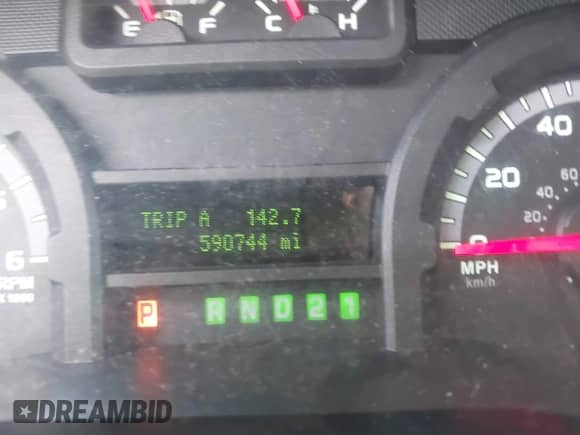 E F C H
TRIP A 142.7
590744 mi
6
RPM
X 1000
P R N D 2 1
0 20 40
20 40 60
MPH
km/h
DREAMBID